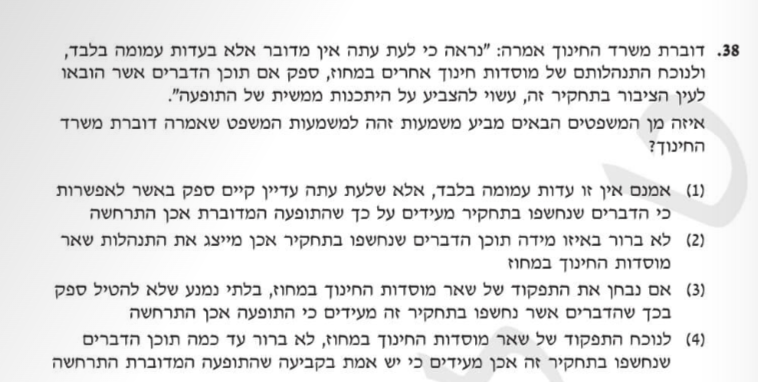 38. דוברת משרד החינוך אמרה: "נראה כי לעת עתה אין מדובר אלא בעדות עמומה בלבד,
ולנוכח התנהלותם של מוסדות חינוך אחרים במחוז, ספק אם תוכן הדברים אשר הובאו
לעין הציבור בתחקיר זה, עשוי להצביע על היתכנות ממשית של התופעה".
איזה מן המשפטים הבאים מביע משמעות זהה למשמעות המשפט שאמרה דוברת משרד
החינוך?
(1) אמנם אין זו עדות עמומה בלבד, אלא שלעת עתה עדיין קיים ספק באשר לאפשרות
כי הדברים שנחשפו בתחקיר מעידים על כך שהתופעה המדוברת אכן התרחשה
(2) לא ברור באיזו מידה תוכן הדברים שנחשפו בתחקיר אכן מייצג את התנהלות שאר
מוסדות החינוך במחוז
(3) אם נבחן את התפקוד של שאר מוסדות החינוך במחוז, בלתי נמנע שלא להטיל ספק
בכך שהדברים אשר נחשפו בתחקיר זה מעידים כי התופעה אכן התרחשה
(4) לנוכח התפקוד של שאר מוסדות החינוך במחוז, לא ברור עד כמה תוכן הדברים
שנחשפו בתחקיר זה אכן מעידים כי יש אמת בקביעה שהתופעה המדוברת התרחשה